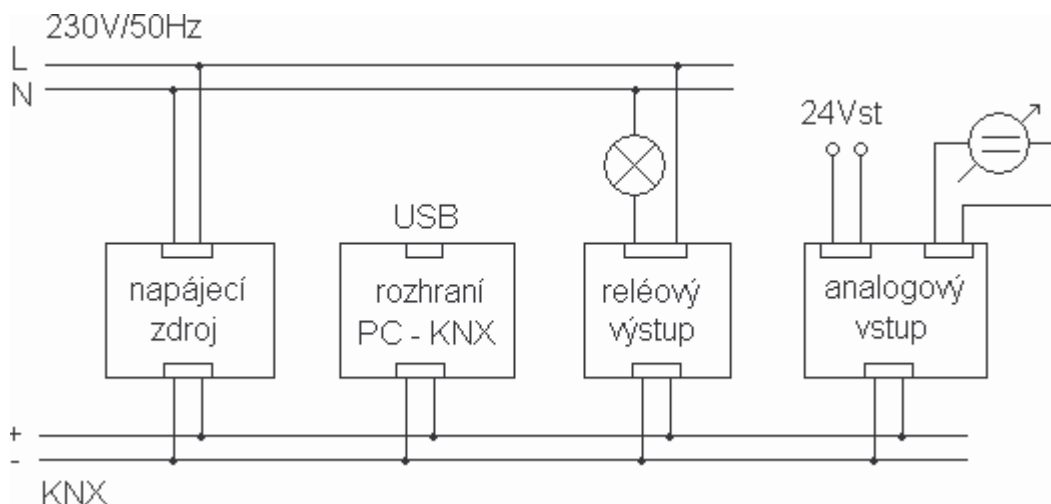 230V/50Hz
L
N
24Vst
USB
napájecí
zdroj
rozhraní
PC - KNX
reléový
výstup
analogový
vstup
+
-
KNX